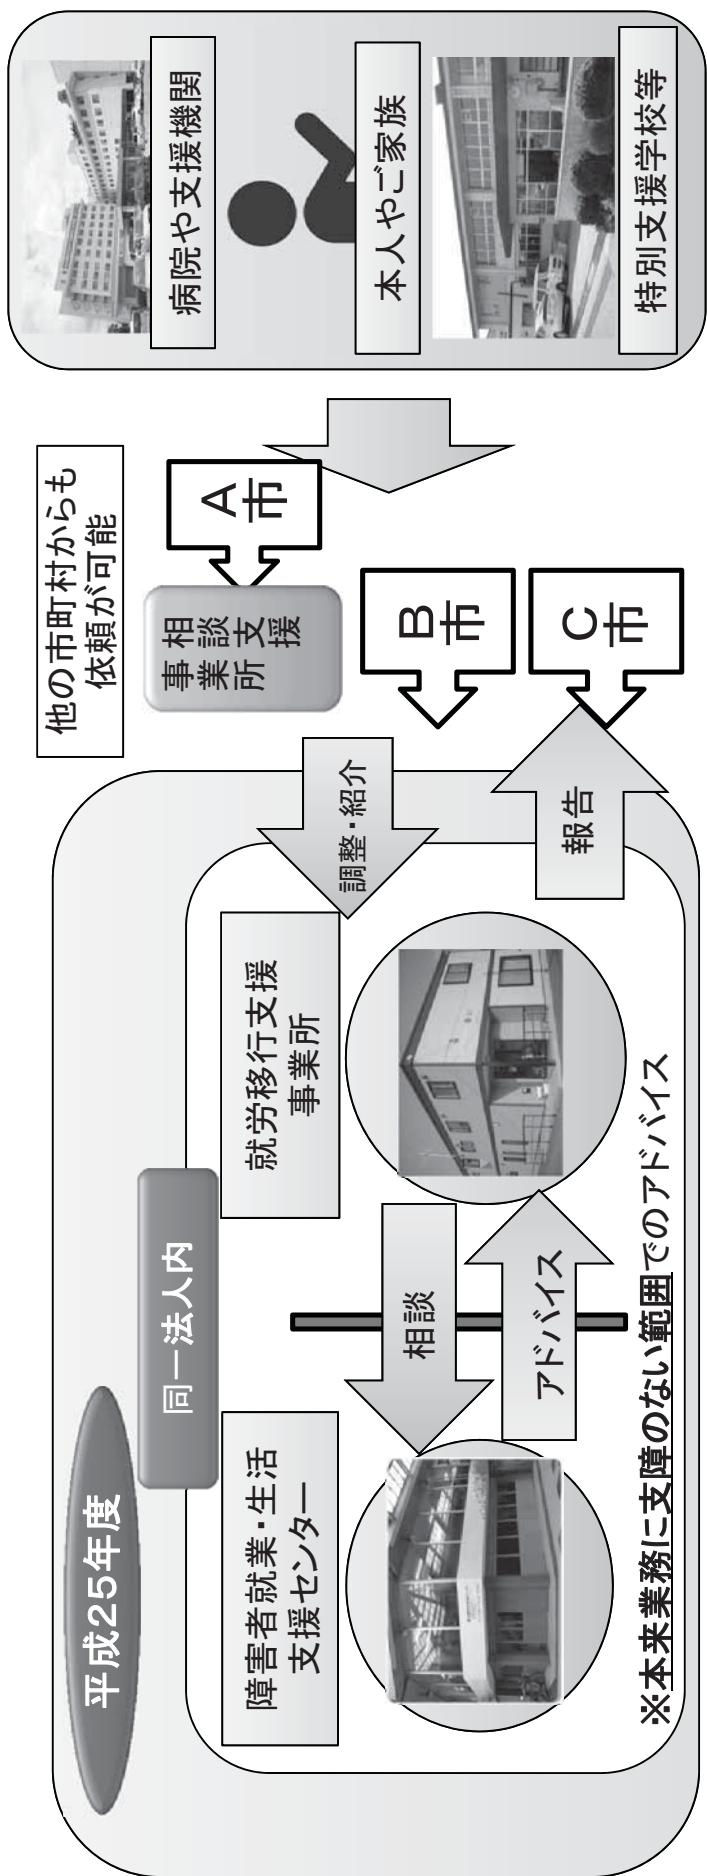 平成25年度
同一法人内
障害者就業・生活
支援センター
就労移行支援
事業所
相談
アドバイス
※本来業務に支障のない範囲でのアドバイス
調整・紹介
報告
他の市町村からも
依頼が可能
相談支援
事業所
A市
B市
C市
病院や支援機関
本人やご家族
特別支援学校等